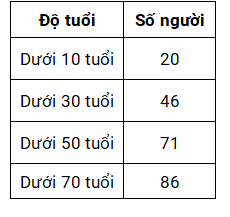 Độ tuổi Số người
Dưới 10 tuổi 20
Dưới 30 tuổi 46
Dưới 50 tuổi 71
Dưới 70 tuổi 86